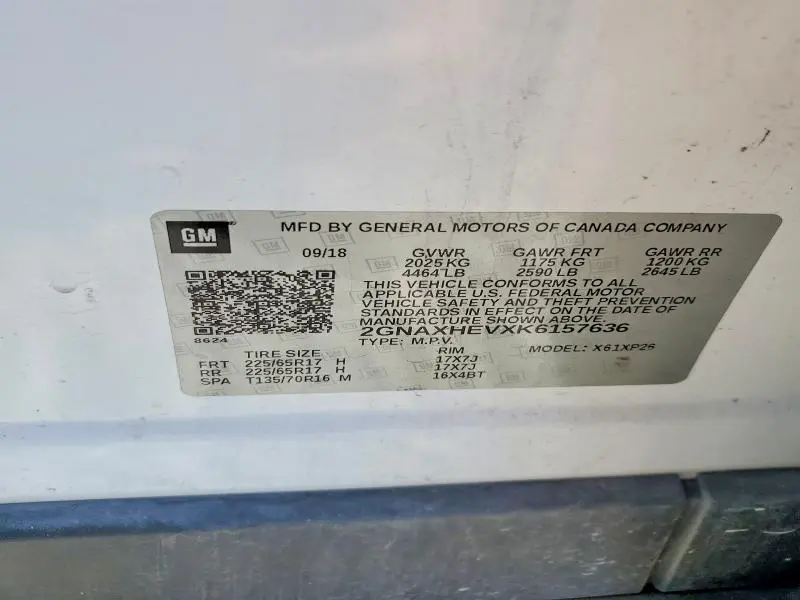 GM
MFD BY GENERAL MOTORS OF CANADA COMPANY
09/18 GVWR GAWR FRT GAWR RR
2025 KG 1175 KG 1200 KG
4464 LB 2590 LB 2645 LB
THIS VEHICLE CONFORMS TO ALL
APPLICABLE U.S. FEDERAL MOTOR
VEHICLE SAFETY AND THEFT PREVENTION
STANDARDS IN EFFECT ON THE DATE OF
MANUFACTURE SHOWN ABOVE.
2GNAXHEVXK6157636
8624
TYPE: M.P.V. MODEL: X61XP26
TIRE SIZE RIM
FRT 225/65R17 H 17X7J
RR 225/65R17 H 17X7J
SPA T135/70R16 M 16X4BT